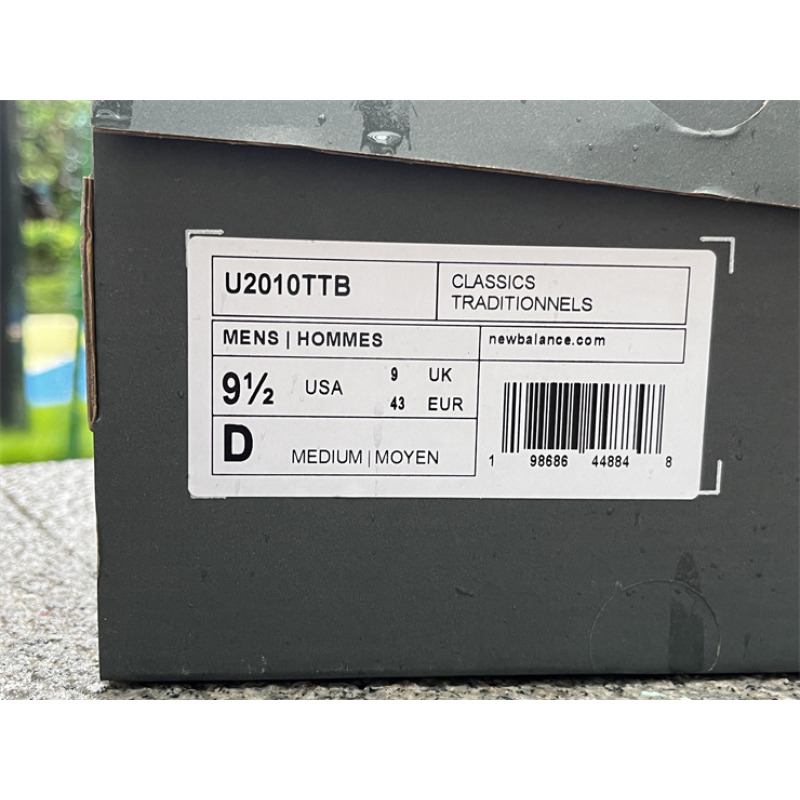 U2010TTB
CLASSICS
TRADITIONNELS
MENS | HOMMES
newbalance.com
9½ USA
9 UK
43 EUR
D MEDIUM | MOYEN
1 98686 44884 8